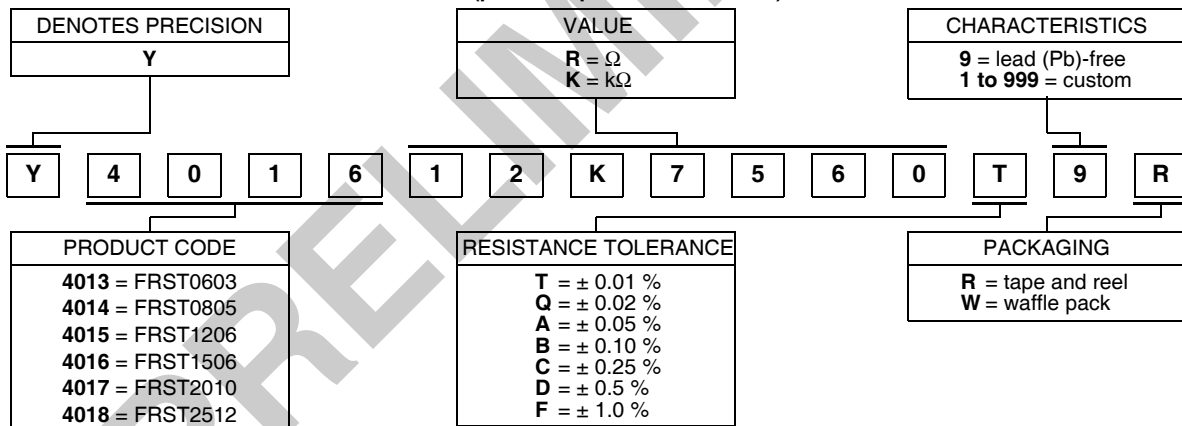 DENOTES PRECISION
Y
VALUE
R = Ω
K = kΩ
CHARACTERISTICS
9 = lead (Pb)-free
1 to 999 = custom
Y 4 0 1 6 1 2 K 7 5 6 0 T 9 R
PRODUCT CODE
4013 = FRST0603
4014 = FRST0805
4015 = FRST1206
4016 = FRST1506
4017 = FRST2010
4018 = FRST2512
RESISTANCE TOLERANCE
T = ± 0.01 %
Q = ± 0.02 %
A = ± 0.05 %
B = ± 0.10 %
C = ± 0.25 %
D = ± 0.5 %
F = ± 1.0 %
PACKAGING
R = tape and reel
W = waffle pack
PRELIM